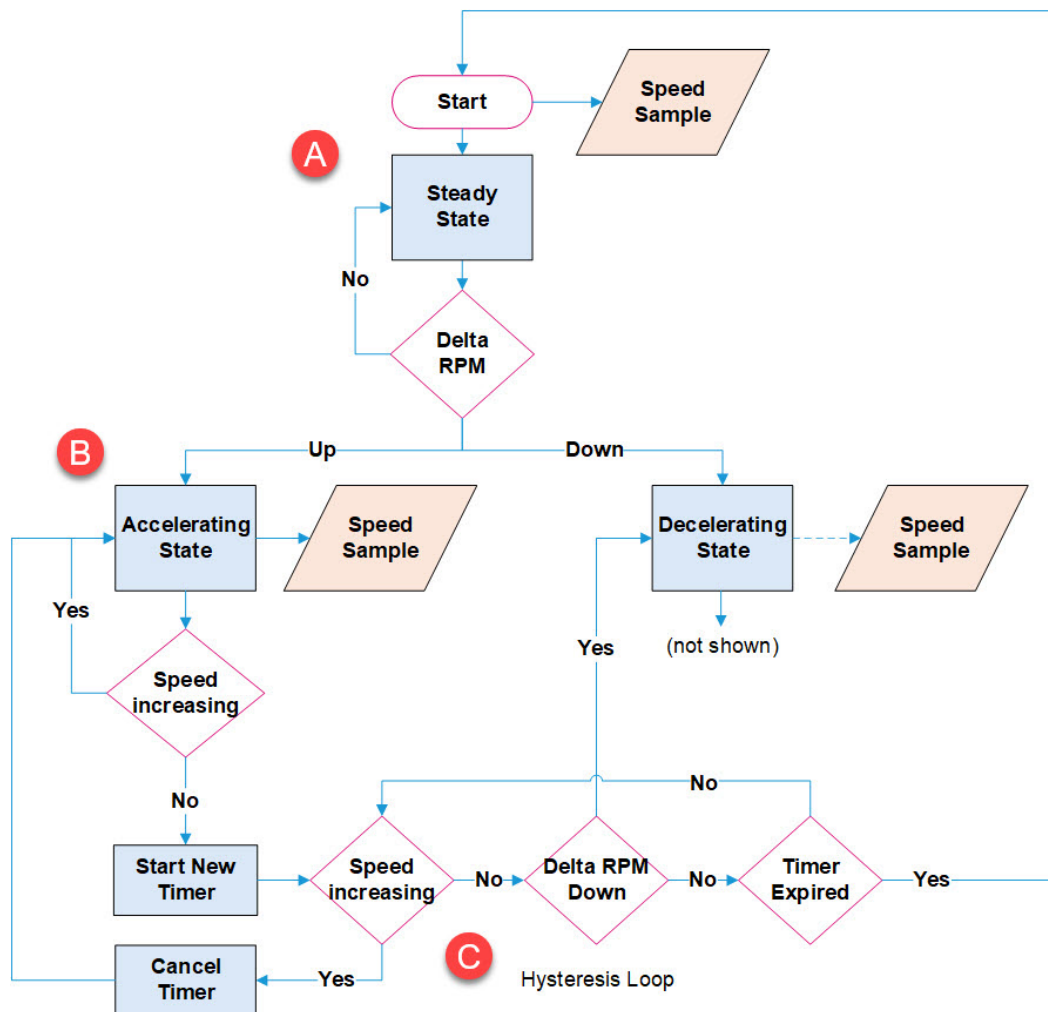 Start
Speed
Sample
A
Steady
State
No
Delta
RPM
B
Up
Down
Accelerating
State
Speed
Sample
Decelerating
State
Speed
Sample
Yes
Yes
(not shown)
Speed
increasing
No
No
Start New
Timer
Speed
increasing
No
Delta RPM
Down
No
Timer
Expired
Yes
C
Cancel
Timer
Yes
Hysteresis Loop